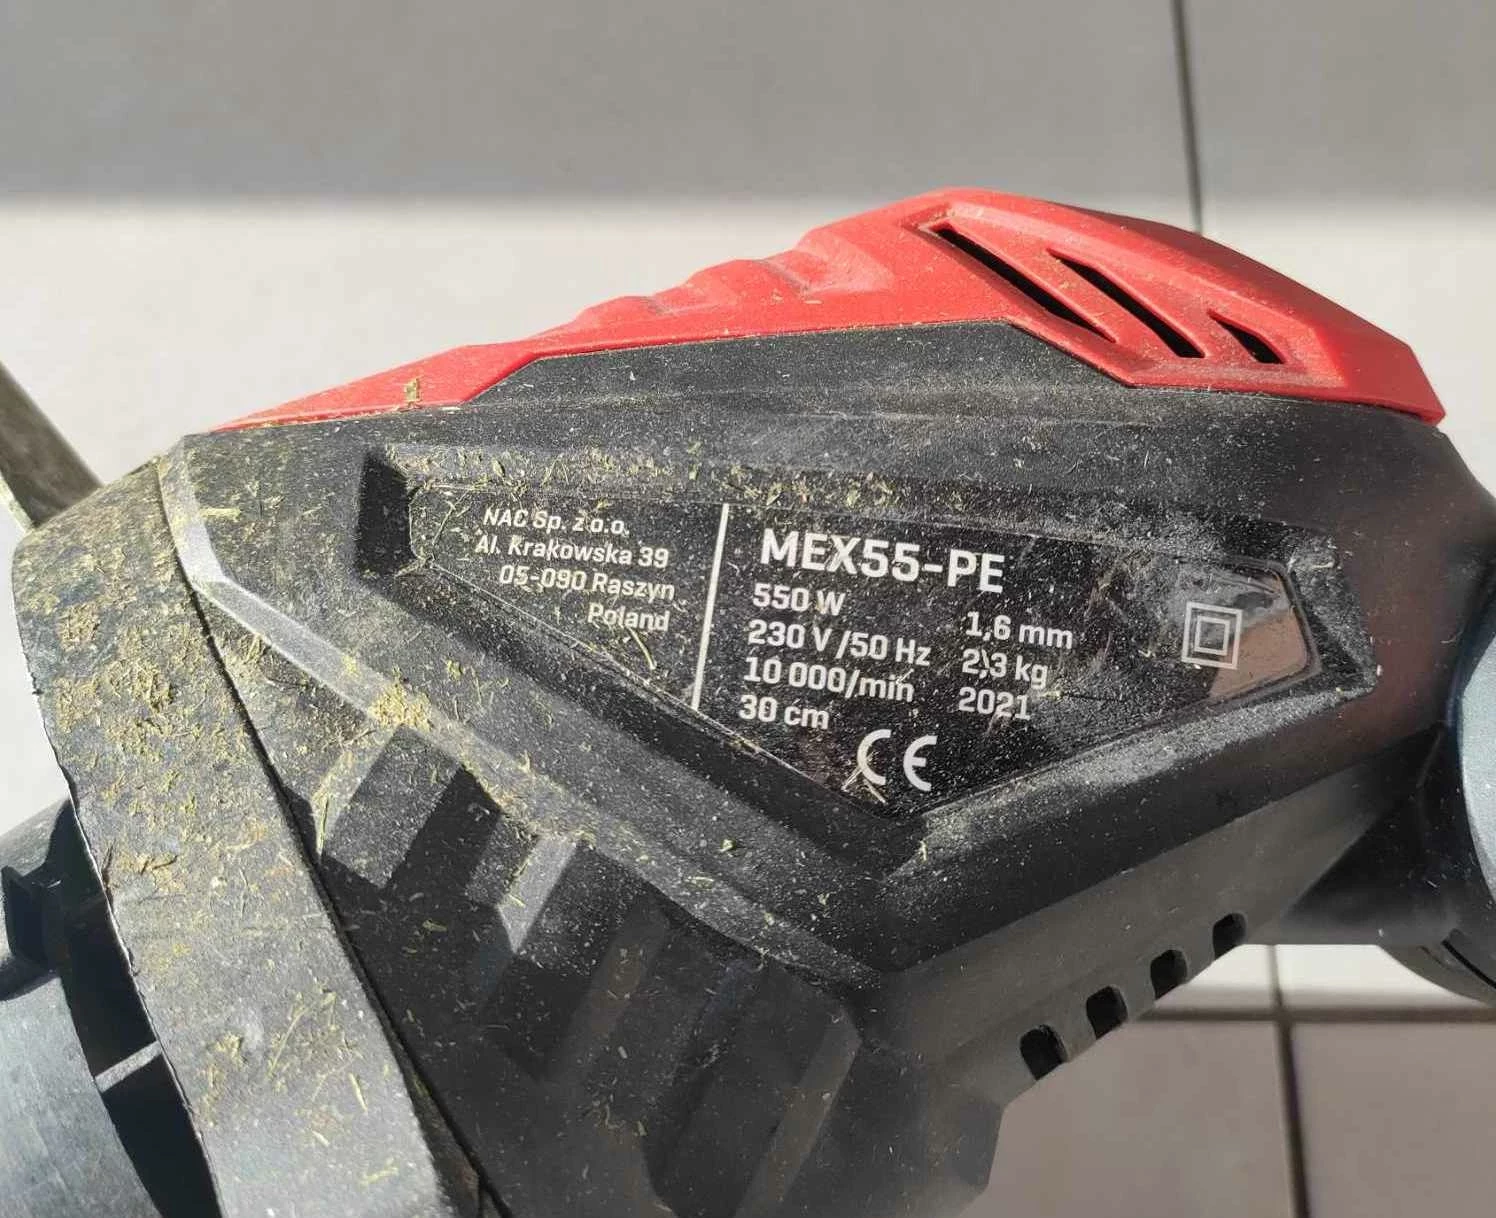 NAC Sp. z o.o.
Al. Krakowska 39
05-090 Raszyn
Poland
MEX55-PE
550 W
230 V/50 Hz
10 000/min
30 cm
1,6 mm
2,3 kg
2021
CE